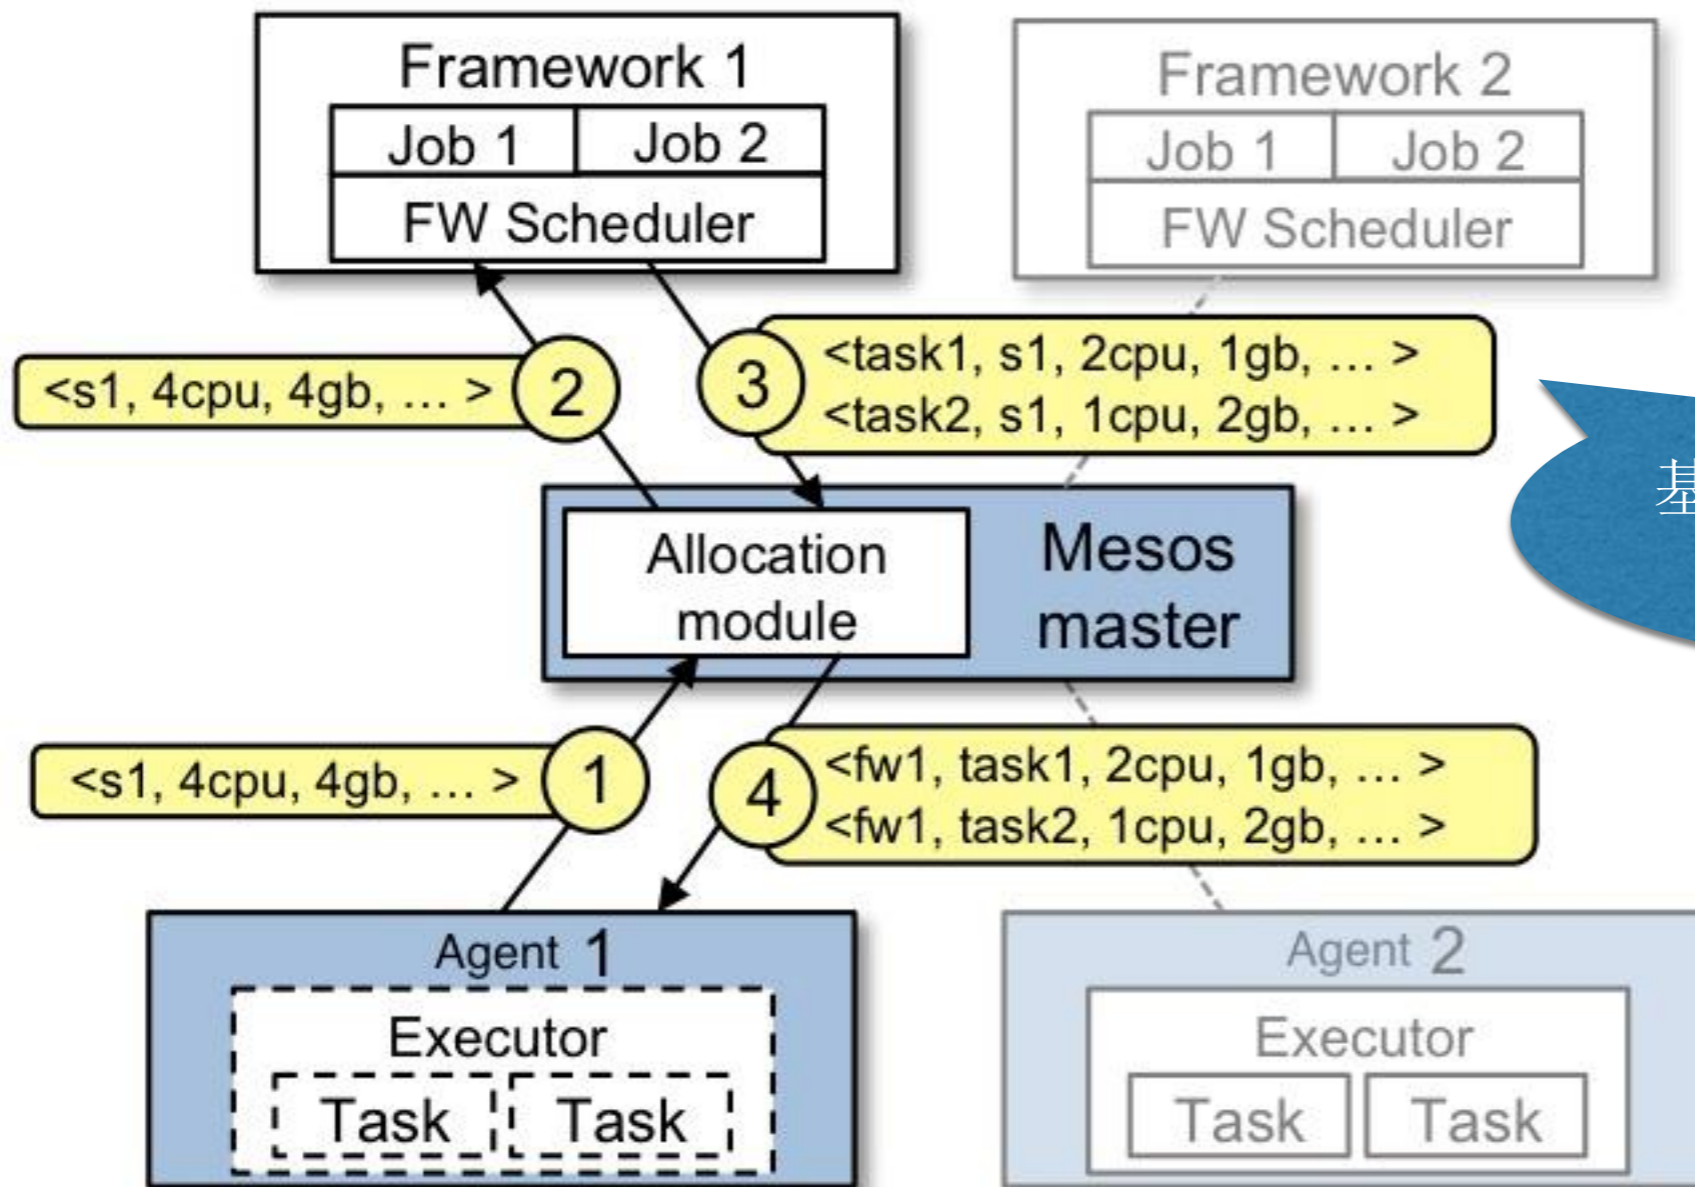 Framework 1
Job 1
Job 2
FW Scheduler
Framework 2
Job 1
Job 2
FW Scheduler
<s1, 4cpu, 4gb, … >
2
3
<task1, s1, 2cpu, 1gb, … >
<task2, s1, 1cpu, 2gb, … >
基
Allocation
module
Mesos
master
<s1, 4cpu, 4gb, … >
1
4
<fw1, task1, 2cpu, 1gb, … >
<fw1, task2, 1cpu, 2gb, … >
Agent 1
Executor
Task
Task
Agent 2
Executor
Task
Task